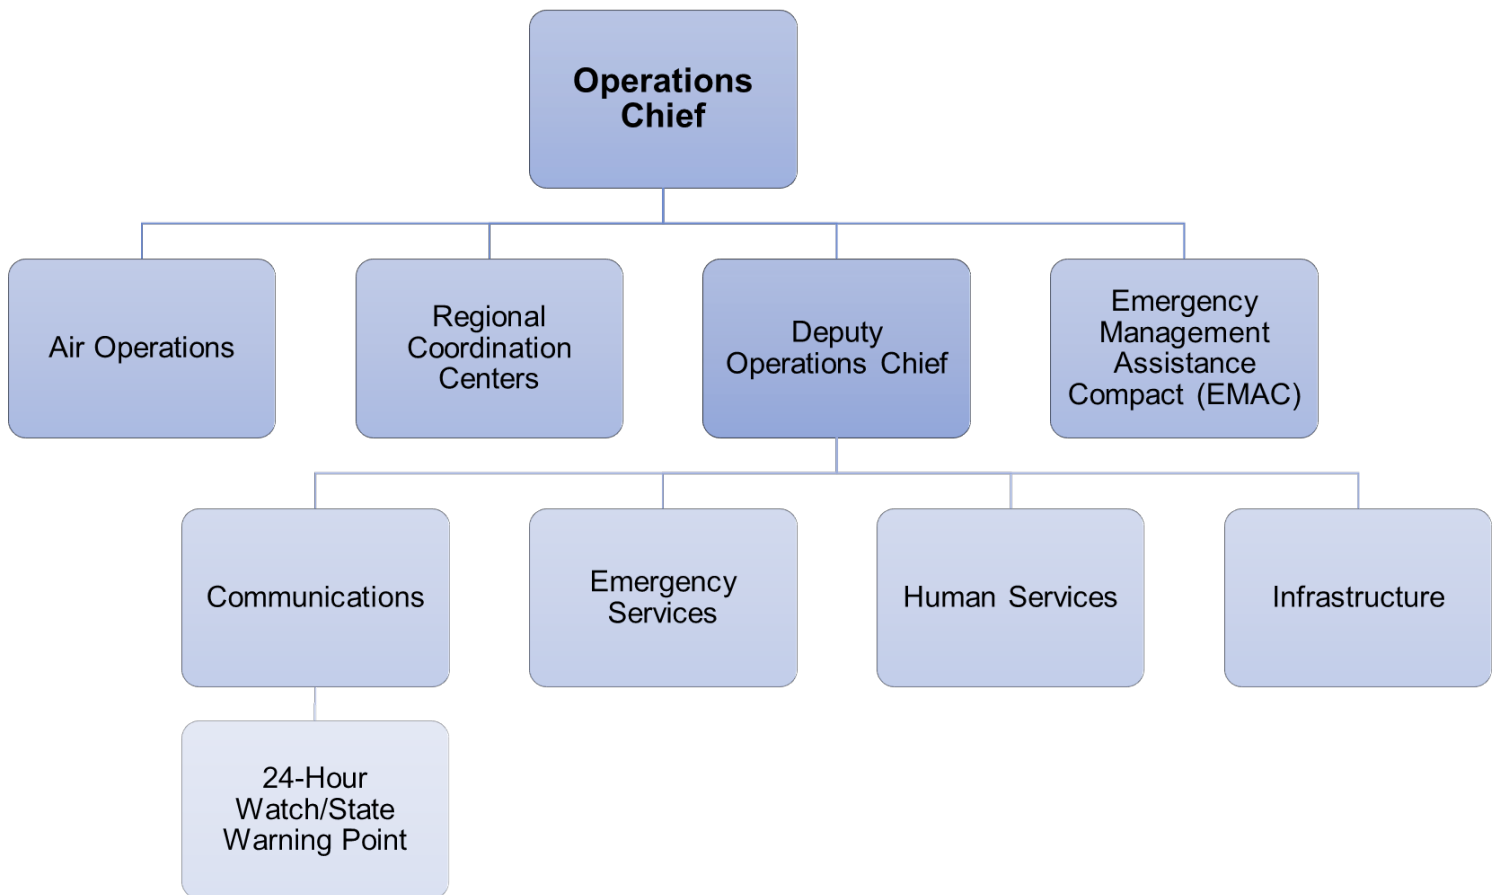 Operations
Chief
Air Operations
Regional
Coordination
Centers
Deputy
Operations Chief
Emergency
Management
Assistance
Compact (EMAC)
Communications
Emergency
Services
Human Services
Infrastructure
24-Hour
Watch/State
Warning Point